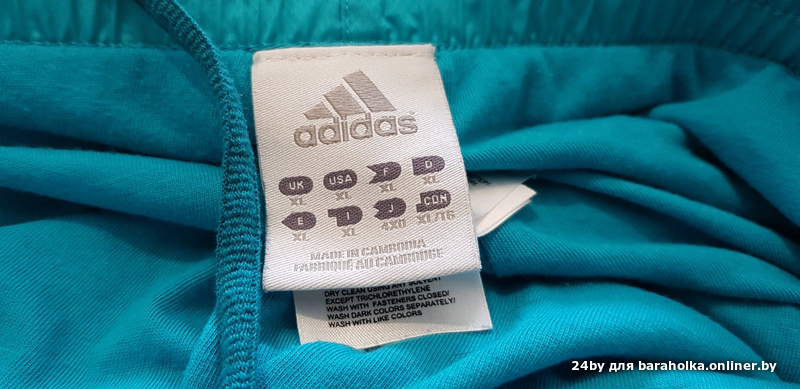 adidas
UK USA F D
XL XL XL XL
E I J CDN
XL XL 4XO XL/TG
MADE IN CAMBODIA
FABRIQUÉ AU CAMBODGE
DRY CLEAN USING ANY SOLVENT
EXCEPT TRICHLORETHYLENE
WASH WITH FASTENERS CLOSED/
WASH DARK COLORS SEPARATELY/
WASH WITH LIKE COLORS
24by для baraholka.onliner.by